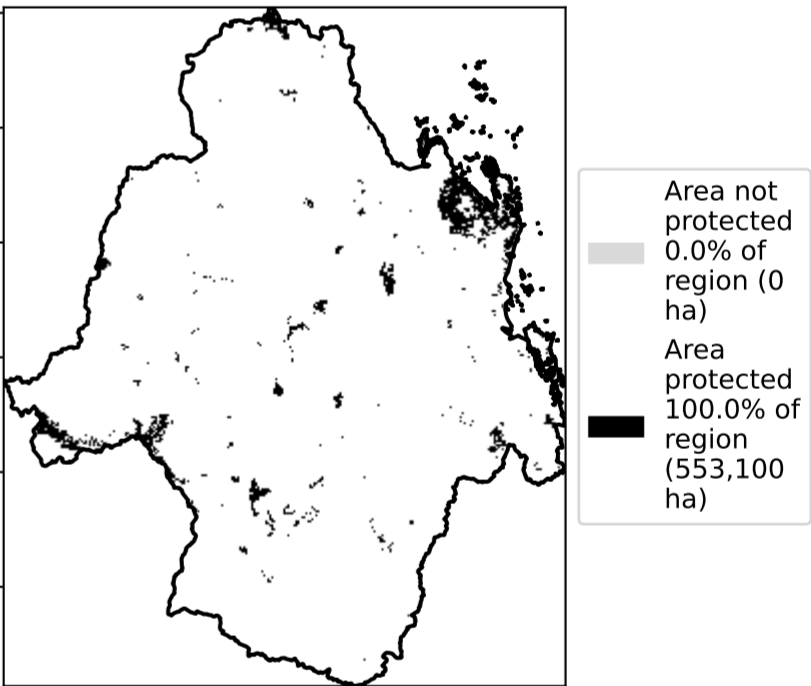 Area not
protected
0.0% of
region (0
ha)
Area
protected
100.0% of
region
(553,100
ha)